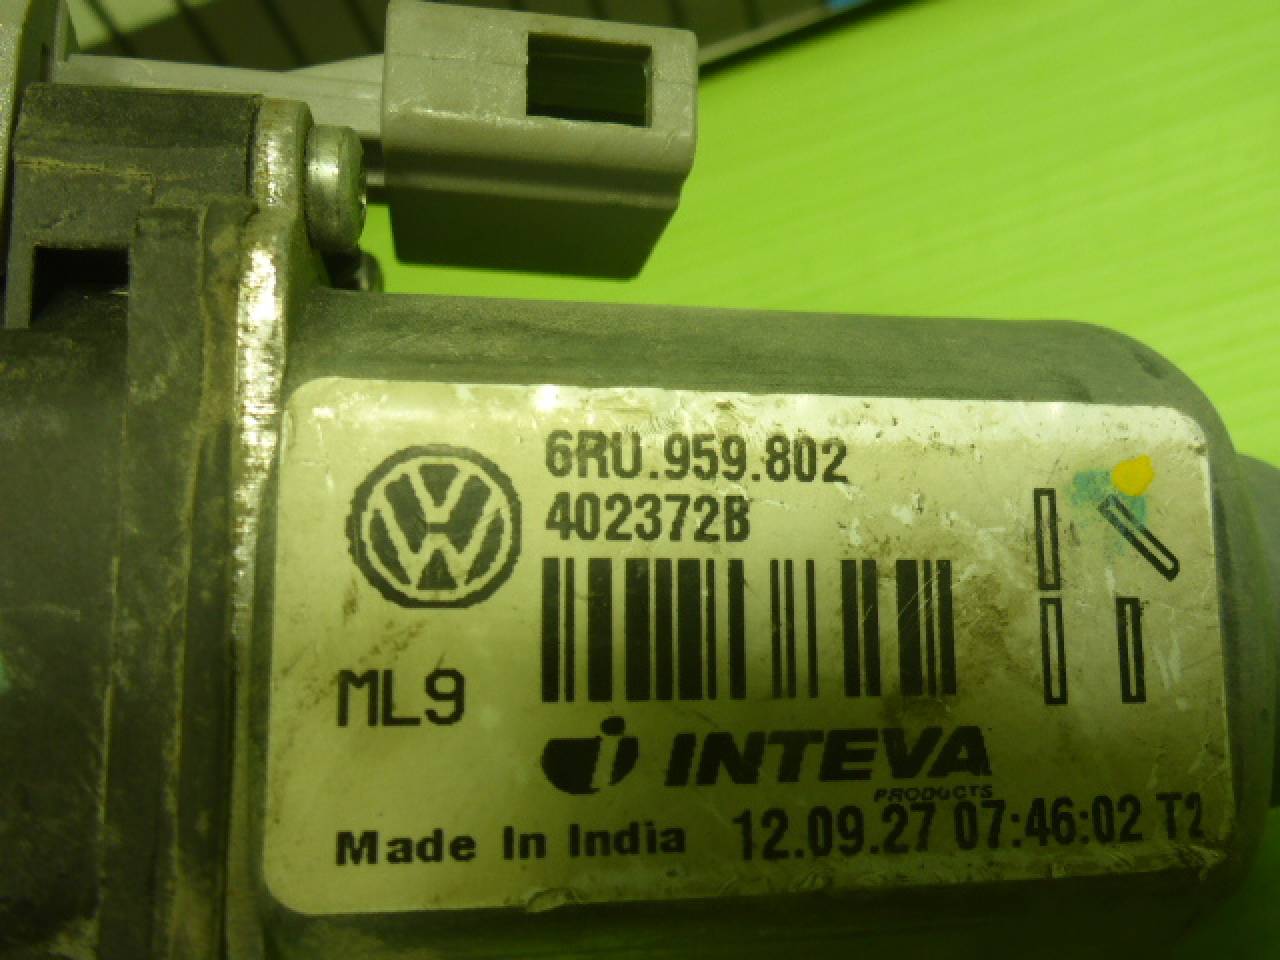 6RU.959.802
402372B
ML9
INTEVA
PRODUCTS
Made In India 12.09.27 07:46:02 T2